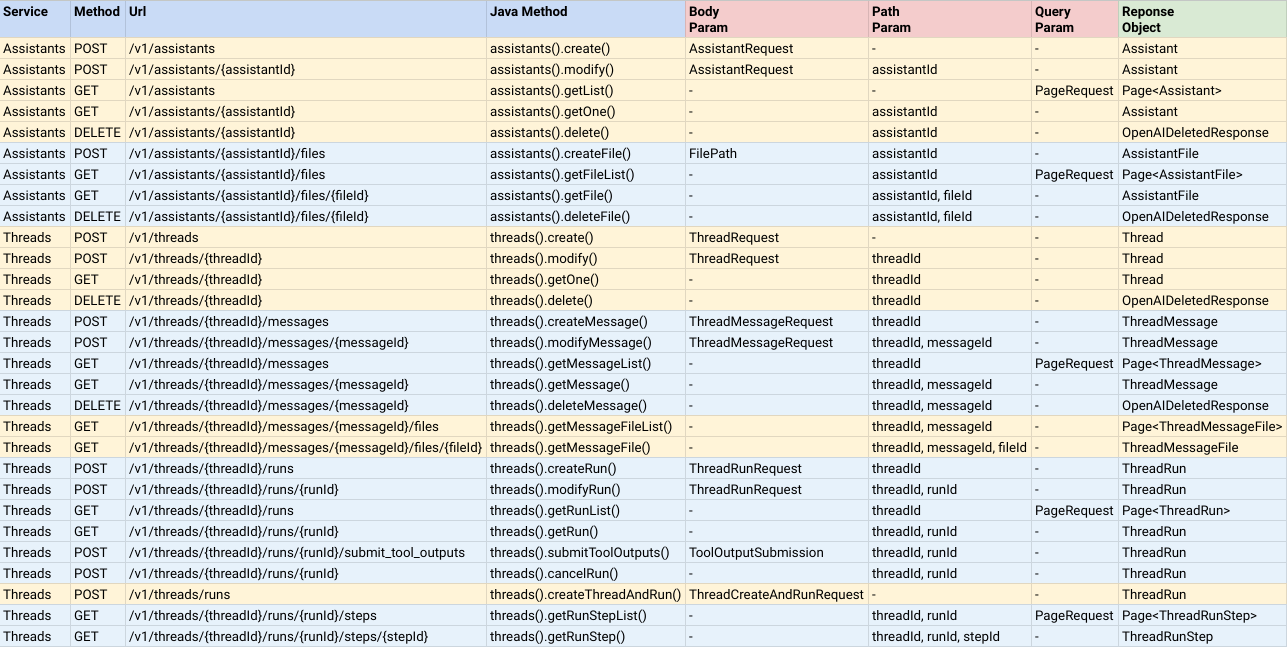 Service Method Url Java Method Body Param Path Param Query Param Reponse Object
Assistants POST /v1/assistants assistants().create() AssistantRequest - - Assistant
Assistants POST /v1/assistants/{assistantId} assistants().modify() AssistantRequest assistantId - Assistant
Assistants GET /v1/assistants assistants().getList() - - PageRequest Page<Assistant>
Assistants GET /v1/assistants/{assistantId} assistants().getOne() - assistantId - Assistant
Assistants DELETE /v1/assistants/{assistantId} assistants().delete() - assistantId - OpenAIDeletedResponse
Assistants POST /v1/assistants/{assistantId}/files assistants().createFile() FilePath assistantId - AssistantFile
Assistants GET /v1/assistants/{assistantId}/files assistants().getFileList() - assistantId PageRequest Page<AssistantFile>
Assistants GET /v1/assistants/{assistantId}/files/{fileId} assistants().getFile() - assistantId, fileId - AssistantFile
Assistants DELETE /v1/assistants/{assistantId}/files/{fileId} assistants().deleteFile() - assistantId, fileId - OpenAIDeletedResponse
Threads POST /v1/threads threads().create() ThreadRequest - - Thread
Threads POST /v1/threads/{threadId} threads().modify() ThreadRequest threadId - Thread
Threads GET /v1/threads/{threadId} threads().getOne() - threadId - Thread
Threads DELETE /v1/threads/{threadId} threads().delete() - threadId - OpenAIDeletedResponse
Threads POST /v1/threads/{threadId}/messages threads().createMessage() ThreadMessageRequest threadId - ThreadMessage
Threads POST /v1/threads/{threadId}/messages/{messageId} threads().modifyMessage() ThreadMessageRequest threadId, messageId - ThreadMessage
Threads GET /v1/threads/{threadId}/messages threads().getMessageList() - threadId PageRequest Page<ThreadMessage>
Threads GET /v1/threads/{threadId}/messages/{messageId} threads().getMessage() - threadId, messageId - ThreadMessage
Threads DELETE /v1/threads/{threadId}/messages/{messageId} threads().deleteMessage() - threadId, messageId - OpenAIDeletedResponse
Threads GET /v1/threads/{threadId}/messages/{messageId}/files threads().getMessageFileList() - threadId, messageId - Page<ThreadMessageFile>
Threads GET /v1/threads/{threadId}/messages/{messageId}/files/{fileId} threads().getMessageFile() - threadId, messageId, fileId - ThreadMessageFile
Threads POST /v1/threads/{threadId}/runs threads().createRun() ThreadRunRequest threadId - ThreadRun
Threads POST /v1/threads/{threadId}/runs/{runId} threads().modifyRun() ThreadRunRequest threadId, runId - ThreadRun
Threads GET /v1/threads/{threadId}/runs threads().getRunList() - threadId PageRequest Page<ThreadRun>
Threads GET /v1/threads/{threadId}/runs/{runId} threads().getRun() - threadId, runId - ThreadRun
Threads POST /v1/threads/{threadId}/runs/{runId}/submit_tool_outputs threads().submitToolOutputs() ToolOutputSubmission threadId, runId - ThreadRun
Threads POST /v1/threads/{threadId}/runs/{runId} threads().cancelRun() - threadId, runId - ThreadRun
Threads POST /v1/threads/runs threads().createThreadAndRun() ThreadCreateAndRunRequest - - ThreadRun
Threads GET /v1/threads/{threadId}/runs/{runId}/steps threads().getRunStepList() - threadId, runId PageRequest Page<ThreadRunStep>
Threads GET /v1/threads/{threadId}/runs/{runId}/steps/{stepId} threads().getRunStep() - threadId, runId, stepId - ThreadRunStep